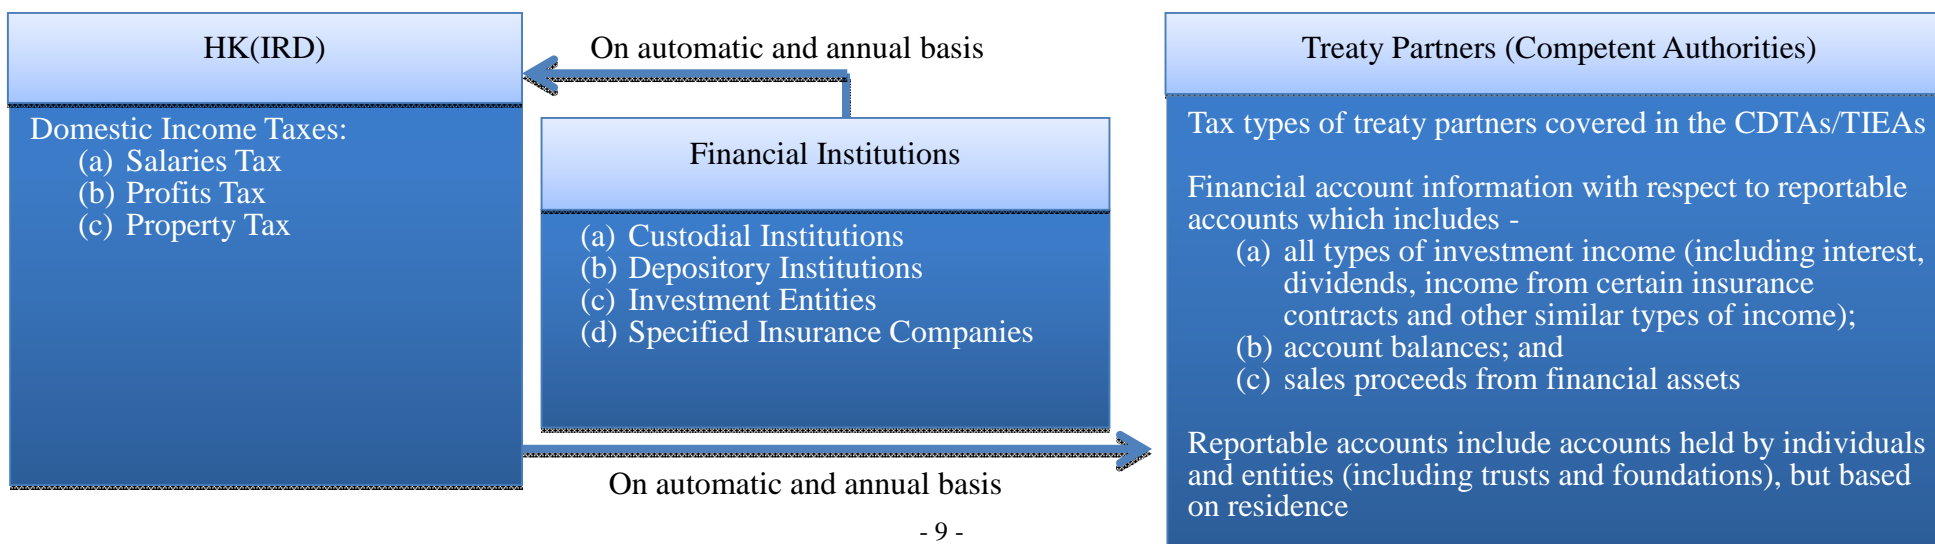 HK(IRD)
Domestic Income Taxes:
(a) Salaries Tax
(b) Profits Tax
(c) Property Tax
On automatic and annual basis
Financial Institutions
(a) Custodial Institutions
(b) Depository Institutions
(c) Investment Entities
(d) Specified Insurance Companies
On automatic and annual basis
Treaty Partners (Competent Authorities)
Tax types of treaty partners covered in the CDTAs/TIEAs
Financial account information with respect to reportable
accounts which includes -
(a) all types of investment income (including interest,
dividends, income from certain insurance
contracts and other similar types of income);
(b) account balances; and
(c) sales proceeds from financial assets
Reportable accounts include accounts held by individuals
and entities (including trusts and foundations), but based
on residence
- 9 -